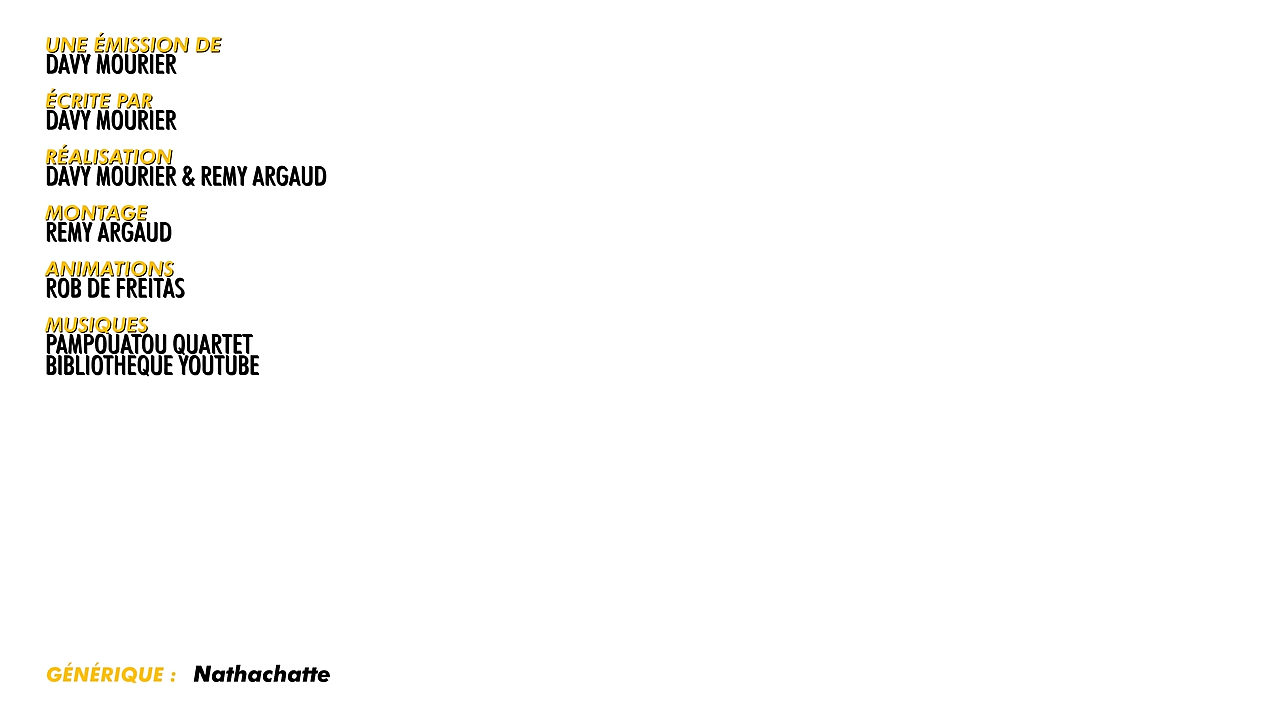 UNE ÉMISSION DE
DAVY MOURIER
ÉCRITE PAR
DAVY MOURIER
RÉALISATION
DAVY MOURIER & REMY ARGAUD
MONTAGE
REMY ARGAUD
ANIMATIONS
ROB DE FREITAS
MUSIQUES
PAMPOUATOU QUARTET
BIBLIOTHEQUE YOUTUBE
GÉNÉRIQUE : Nathachatte